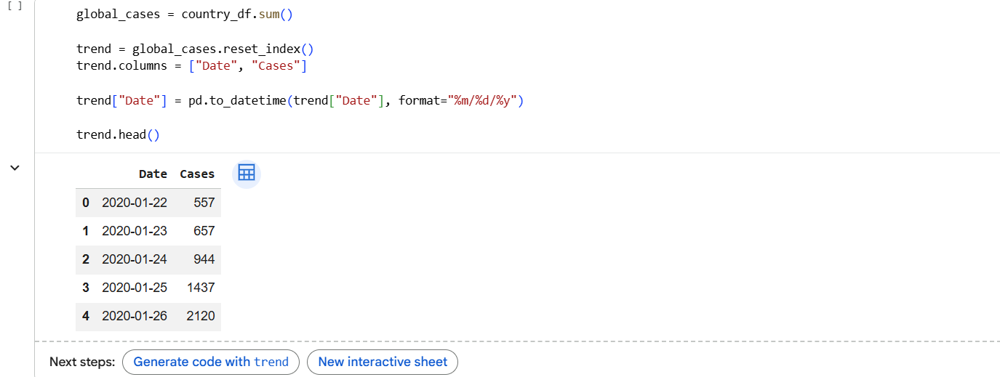 [ ]
global_cases = country_df.sum()
trend = global_cases.reset_index()
trend.columns = ["Date", "Cases"]
trend["Date"] = pd.to_datetime(trend["Date"], format="%m/%d/%y")
trend.head()
Date Cases
0 2020-01-22 557
1 2020-01-23 657
2 2020-01-24 944
3 2020-01-25 1437
4 2020-01-26 2120
Next steps: Generate code with trend New interactive sheet